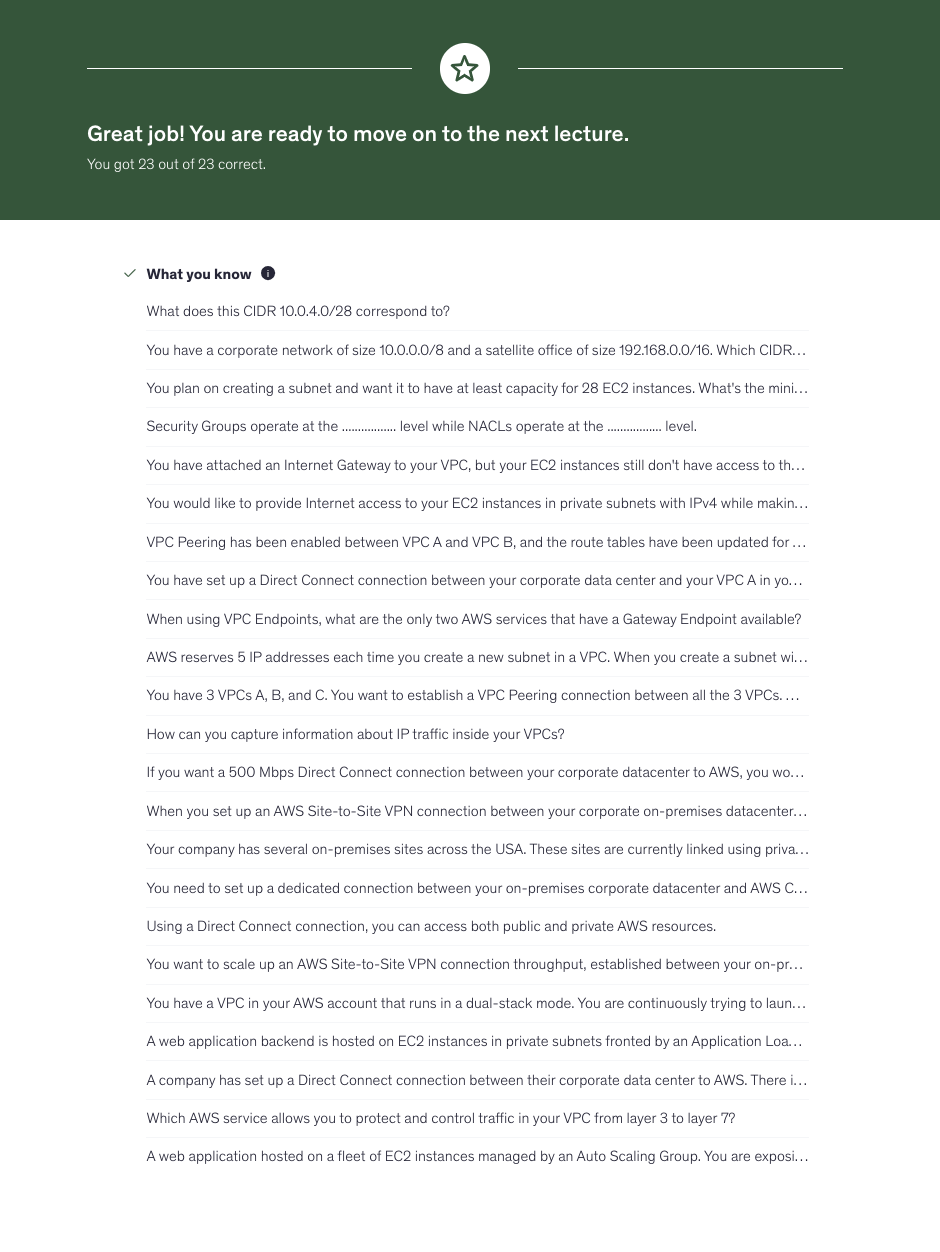 Great job! You are ready to move on to the next lecture.
You got 23 out of 23 correct.
What you know
What does this CIDR 10.0.4.0/28 correspond to?
You have a corporate network of size 10.0.0.0/8 and a satellite office of size 192.168.0.0/16. Which CIDR...
You plan on creating a subnet and want it to have at least capacity for 28 EC2 instances. What's the mini...
Security Groups operate at the ................. level while NACLs operate at the ................. level.
You have attached an Internet Gateway to your VPC, but your EC2 instances still don't have access to th...
You would like to provide Internet access to your EC2 instances in private subnets with IPv4 while makin...
VPC Peering has been enabled between VPC A and VPC B, and the route tables have been updated for ...
You have set up a Direct Connect connection between your corporate data center and your VPC A in yo...
When using VPC Endpoints, what are the only two AWS services that have a Gateway Endpoint available?
AWS reserves 5 IP addresses each time you create a new subnet in a VPC. When you create a subnet wi...
You have 3 VPCs A, B, and C. You want to establish a VPC Peering connection between all the 3 VPCs. ...
How can you capture information about IP traffic inside your VPCs?
If you want a 500 Mbps Direct Connect connection between your corporate datacenter to AWS, you wo...
When you set up an AWS Site-to-Site VPN connection between your corporate on-premises datacenter...
Your company has several on-premises sites across the USA. These sites are currently linked using priva...
You need to set up a dedicated connection between your on-premises corporate datacenter and AWS C...
Using a Direct Connect connection, you can access both public and private AWS resources.
You want to scale up an AWS Site-to-Site VPN connection throughput, established between your on-pr...
You have a VPC in your AWS account that runs in a dual-stack mode. You are continuously trying to laun...
A web application backend is hosted on EC2 instances in private subnets fronted by an Application Loa...
A company has set up a Direct Connect connection between their corporate data center to AWS. There i...
Which AWS service allows you to protect and control traffic in your VPC from layer 3 to layer 7?
A web application hosted on a fleet of EC2 instances managed by an Auto Scaling Group. You are exposi...